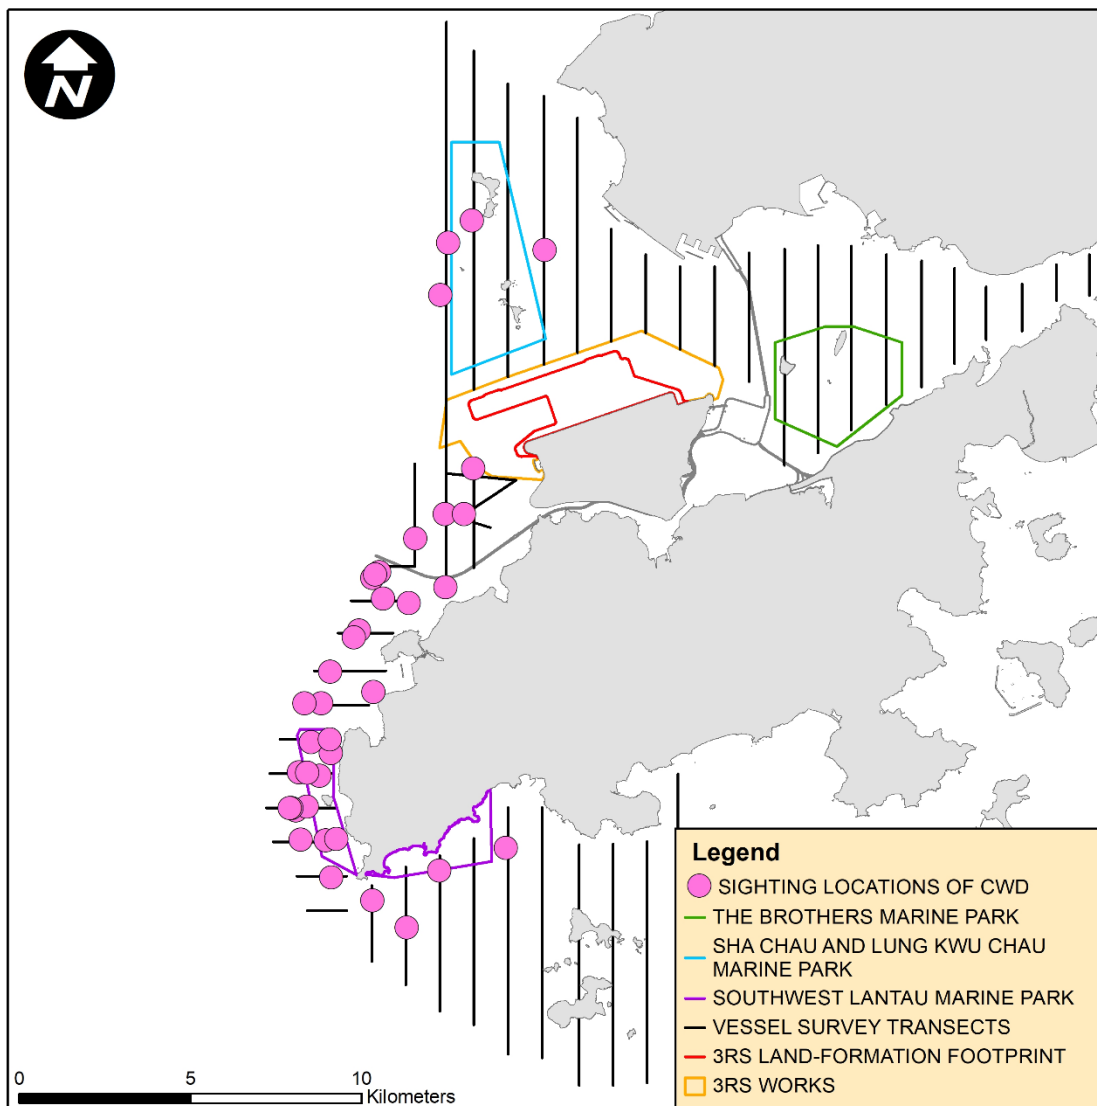 N
Legend
SIGHTING LOCATIONS OF CWD
THE BROTHERS MARINE PARK
SHA CHAU AND LUNG KWU CHAU
MARINE PARK
SOUTHWEST LANTAU MARINE PARK
VESSEL SURVEY TRANSECTS
3RS LAND-FORMATION FOOTPRINT
3RS WORKS
0 5 10
Kilometers